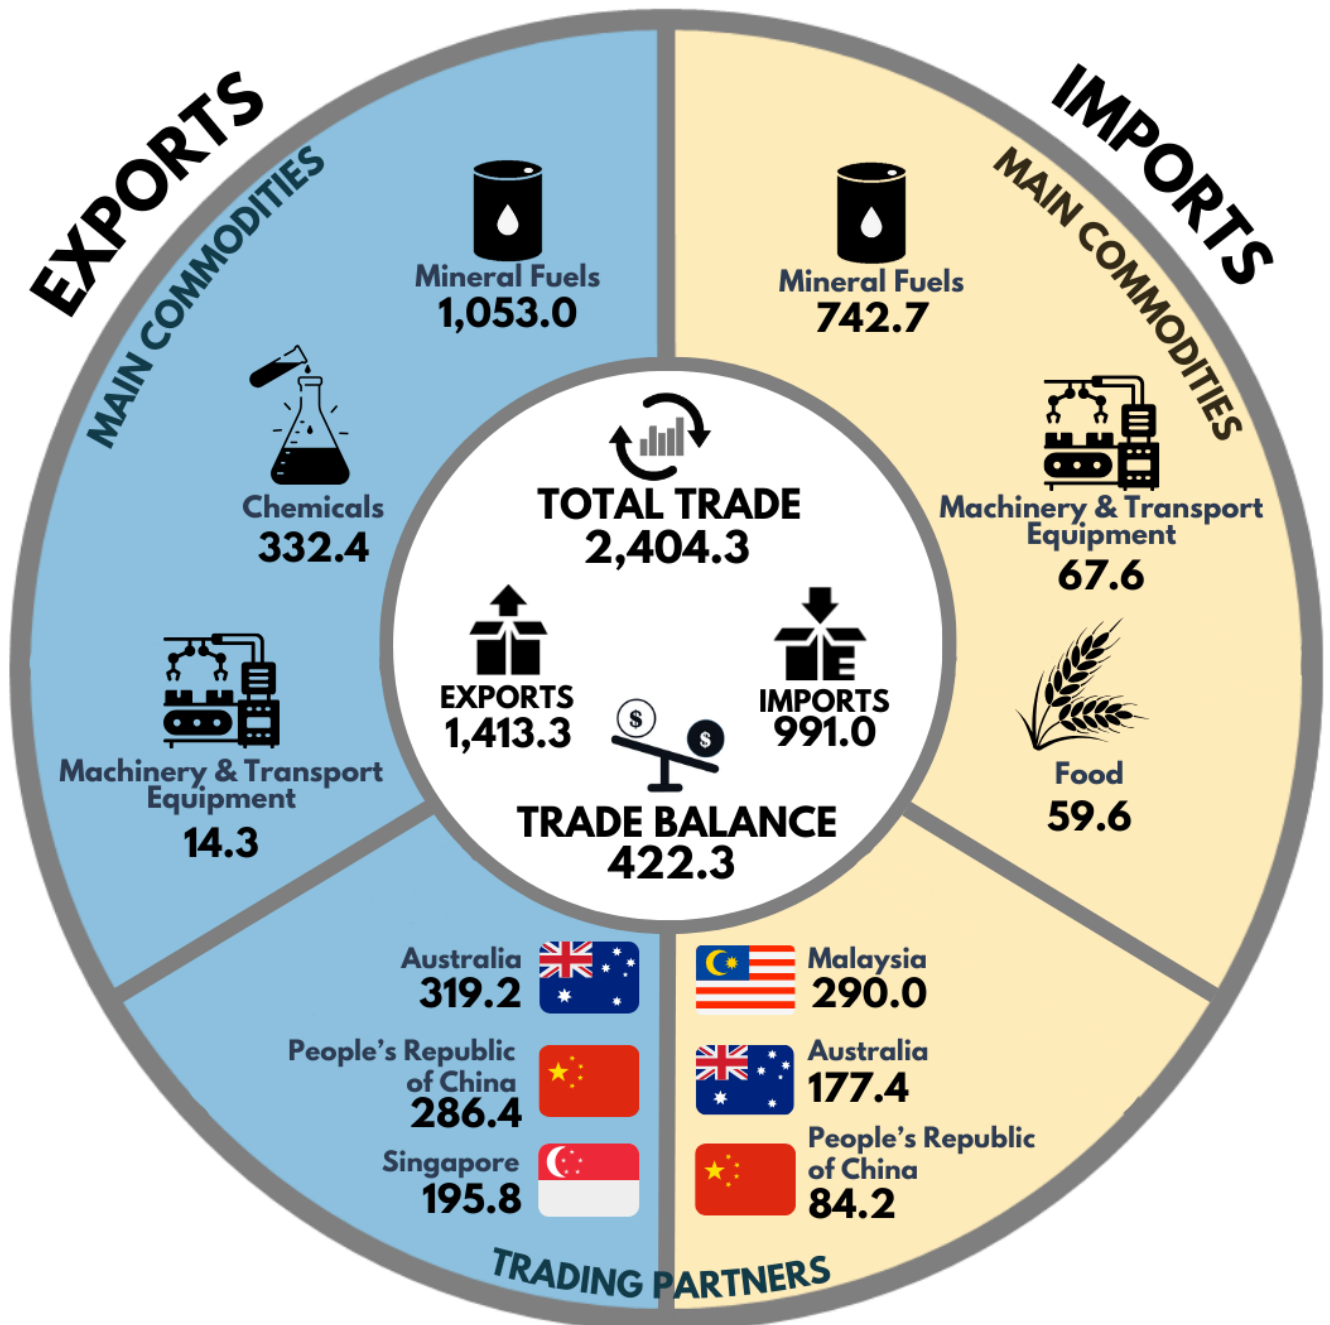 EXPORTS
MAIN COMMODITIES
Mineral Fuels
1,053.0
Chemicals
332.4
Machinery & Transport
Equipment
14.3
IMPORTS
MAIN COMMODITIES
Mineral Fuels
742.7
Machinery & Transport
Equipment
67.6
Food
59.6
TOTAL TRADE
2,404.3
EXPORTS
1,413.3
IMPORTS
991.0
$
$
TRADE BALANCE
422.3
Australia
319.2
People's Republic
of China
286.4
Singapore
195.8
Malaysia
290.0
Australia
177.4
People's Republic
of China
84.2
TRADING PARTNERS